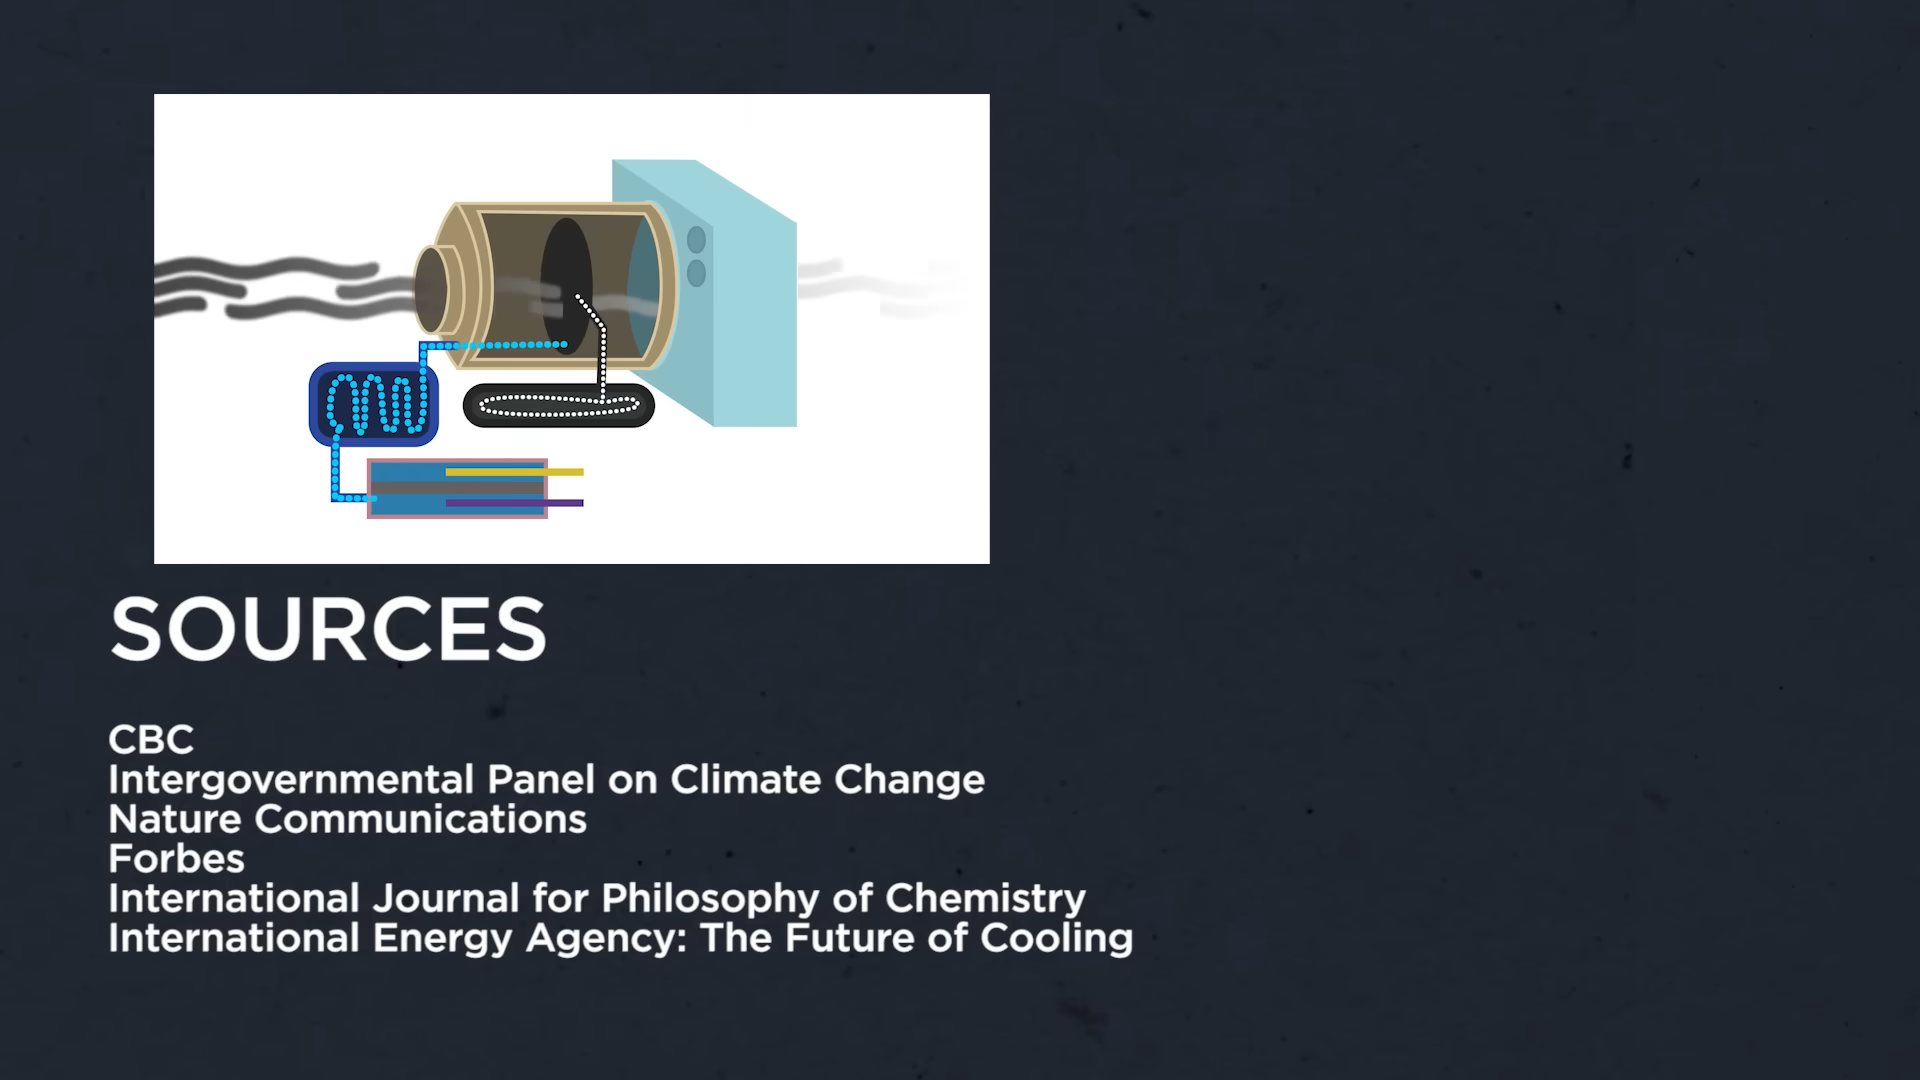 SOURCES
CBC
Intergovernmental Panel on Climate Change
Nature Communications
Forbes
International Journal for Philosophy of Chemistry
International Energy Agency: The Future of Cooling